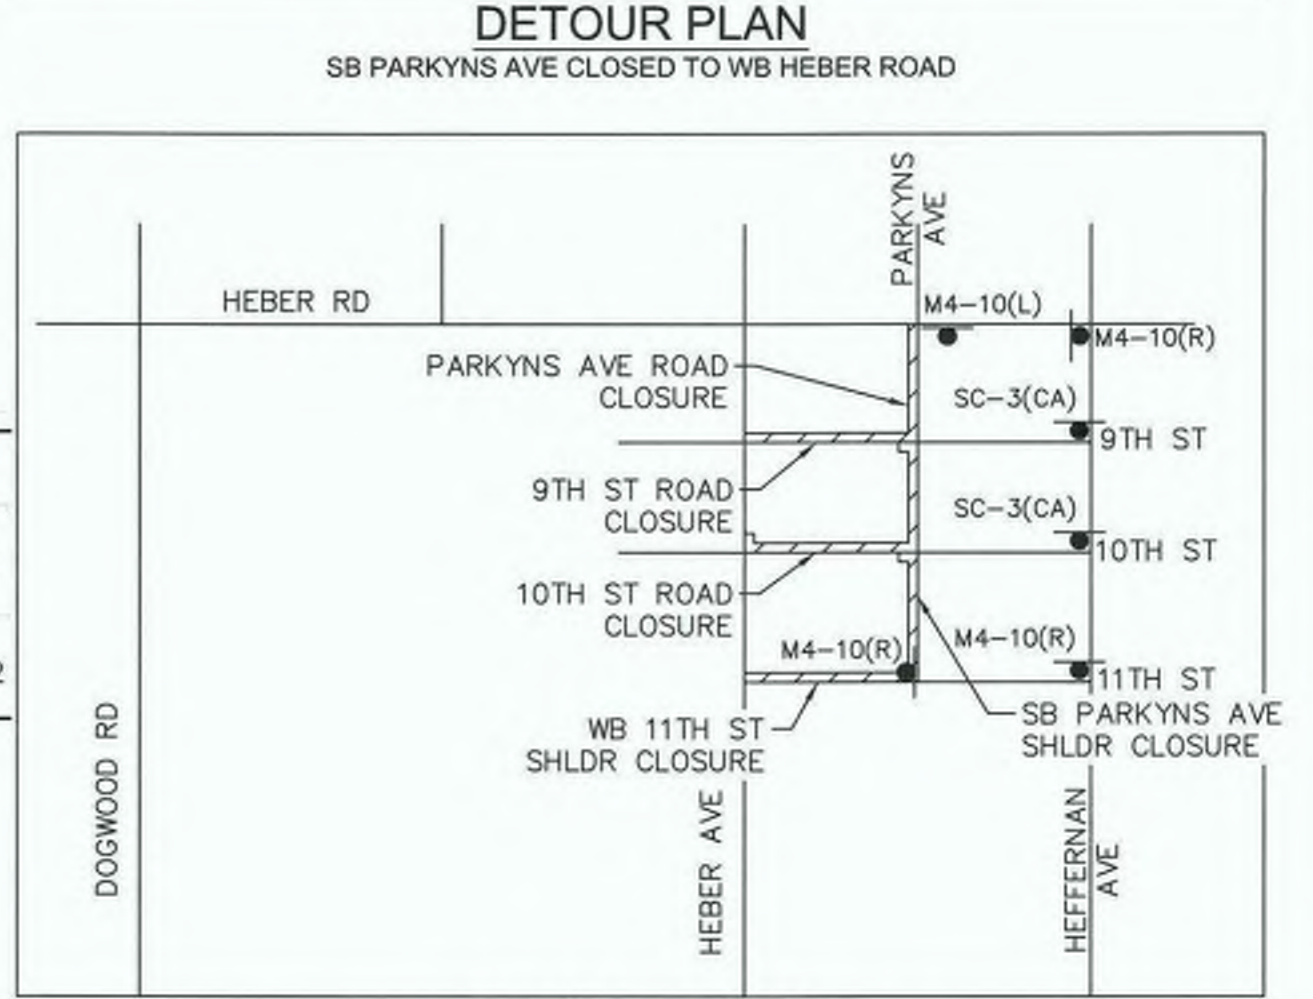 DETOUR PLAN
SB PARKYNS AVE CLOSED TO WB HEBER ROAD
PARKYNS
AVE
HEBER RD
M4-10(L)
M4-10(R)
PARKYNS AVE ROAD
CLOSURE
SC-3(CA)
9TH ST
9TH ST ROAD
CLOSURE
SC-3(CA)
10TH ST
10TH ST ROAD
CLOSURE
M4-10(R)
M4-10(R)
11TH ST
WB 11TH ST
SHLDR CLOSURE
SB PARKYNS AVE
SHLDR CLOSURE
DOGWOOD RD
HEBER AVE
HEFFERNAN
AVE